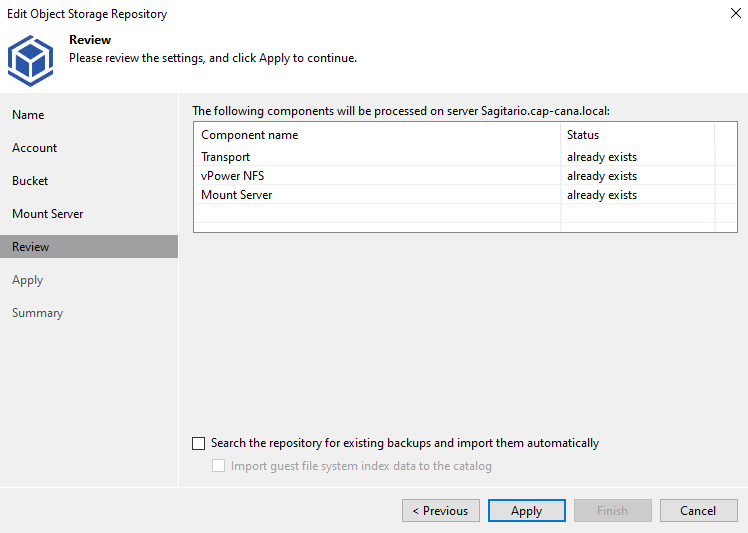 Edit Object Storage Repository
Review
Please review the settings, and click Apply to continue.
Name
Account
Bucket
Mount Server
Review
Apply
Summary
The following components will be processed on server Sagitario.cap-cana.local:
Component name Status
Transport already exists
vPower NFS already exists
Mount Server already exists
Search the repository for existing backups and import them automatically
Import guest file system index data to the catalog
< Previous Apply Finish Cancel